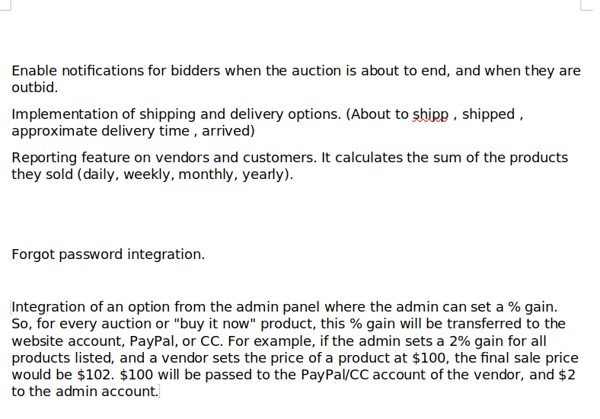 Enable notifications for bidders when the auction is about to end, and when they are
outbid.
Implementation of shipping and delivery options. (About to shipp , shipped ,
approximate delivery time , arrived)
Reporting feature on vendors and customers. It calculates the sum of the products
they sold (daily, weekly, monthly, yearly).
Forgot password integration.
Integration of an option from the admin panel where the admin can set a % gain.
So, for every auction or "buy it now" product, this % gain will be transferred to the
website account, PayPal, or CC. For example, if the admin sets a 2% gain for all
products listed, and a vendor sets the price of a product at $100, the final sale price
would be $102. $100 will be passed to the PayPal/CC account of the vendor, and $2
to the admin account.